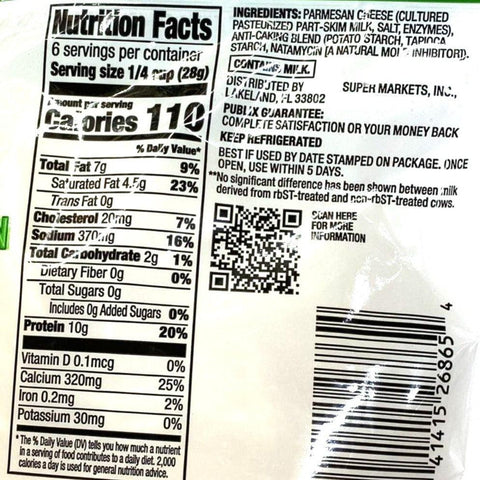 Nutrition Facts
6 servings per container
Serving size 1/4 cup (28g)
Amount per serving
Calories 110
% Daily Value*
Total Fat 7g 9%
Saturated Fat 4.5g 23%
Trans Fat 0g
Cholesterol 20mg 7%
Sodium 370mg 16%
Total Carbohydrate 2g 1%
Dietary Fiber 0g 0%
Total Sugars 0g
Includes 0g Added Sugars 0%
Protein 10g 20%
Vitamin D 0.1mcg 0%
Calcium 320mg 25%
Iron 0.2mg 2%
Potassium 30mg 0%
* The % Daily Value (DV) tells you how much a nutrient
in a serving of food contributes to a daily diet. 2,000
calories a day is used for general nutrition advice.
INGREDIENTS: PARMESAN CHEESE (CULTURED
PASTEURIZED PART-SKIM MILK, SALT, ENZYMES),
ANTI-CAKING BLEND (POTATO STARCH, TAPIOCA
STARCH, NATAMYCIN [A NATURAL MOLD INHIBITOR]).
CONTAINS MILK.
DISTRIBUTED BY SUPER MARKETS, INC.,
LAKELAND, FL 33802
PUBLIX GUARANTEE:
COMPLETE SATISFACTION OR YOUR MONEY BACK
KEEP REFRIGERATED
BEST IF USED BY DATE STAMPED ON PACKAGE. ONCE
OPEN, USE WITHIN 5 DAYS.
**No significant difference has been shown between milk
derived from rbST-treated and non-rbST-treated cows.
SCAN HERE
FOR MORE
INFORMATION
41415 26865 4